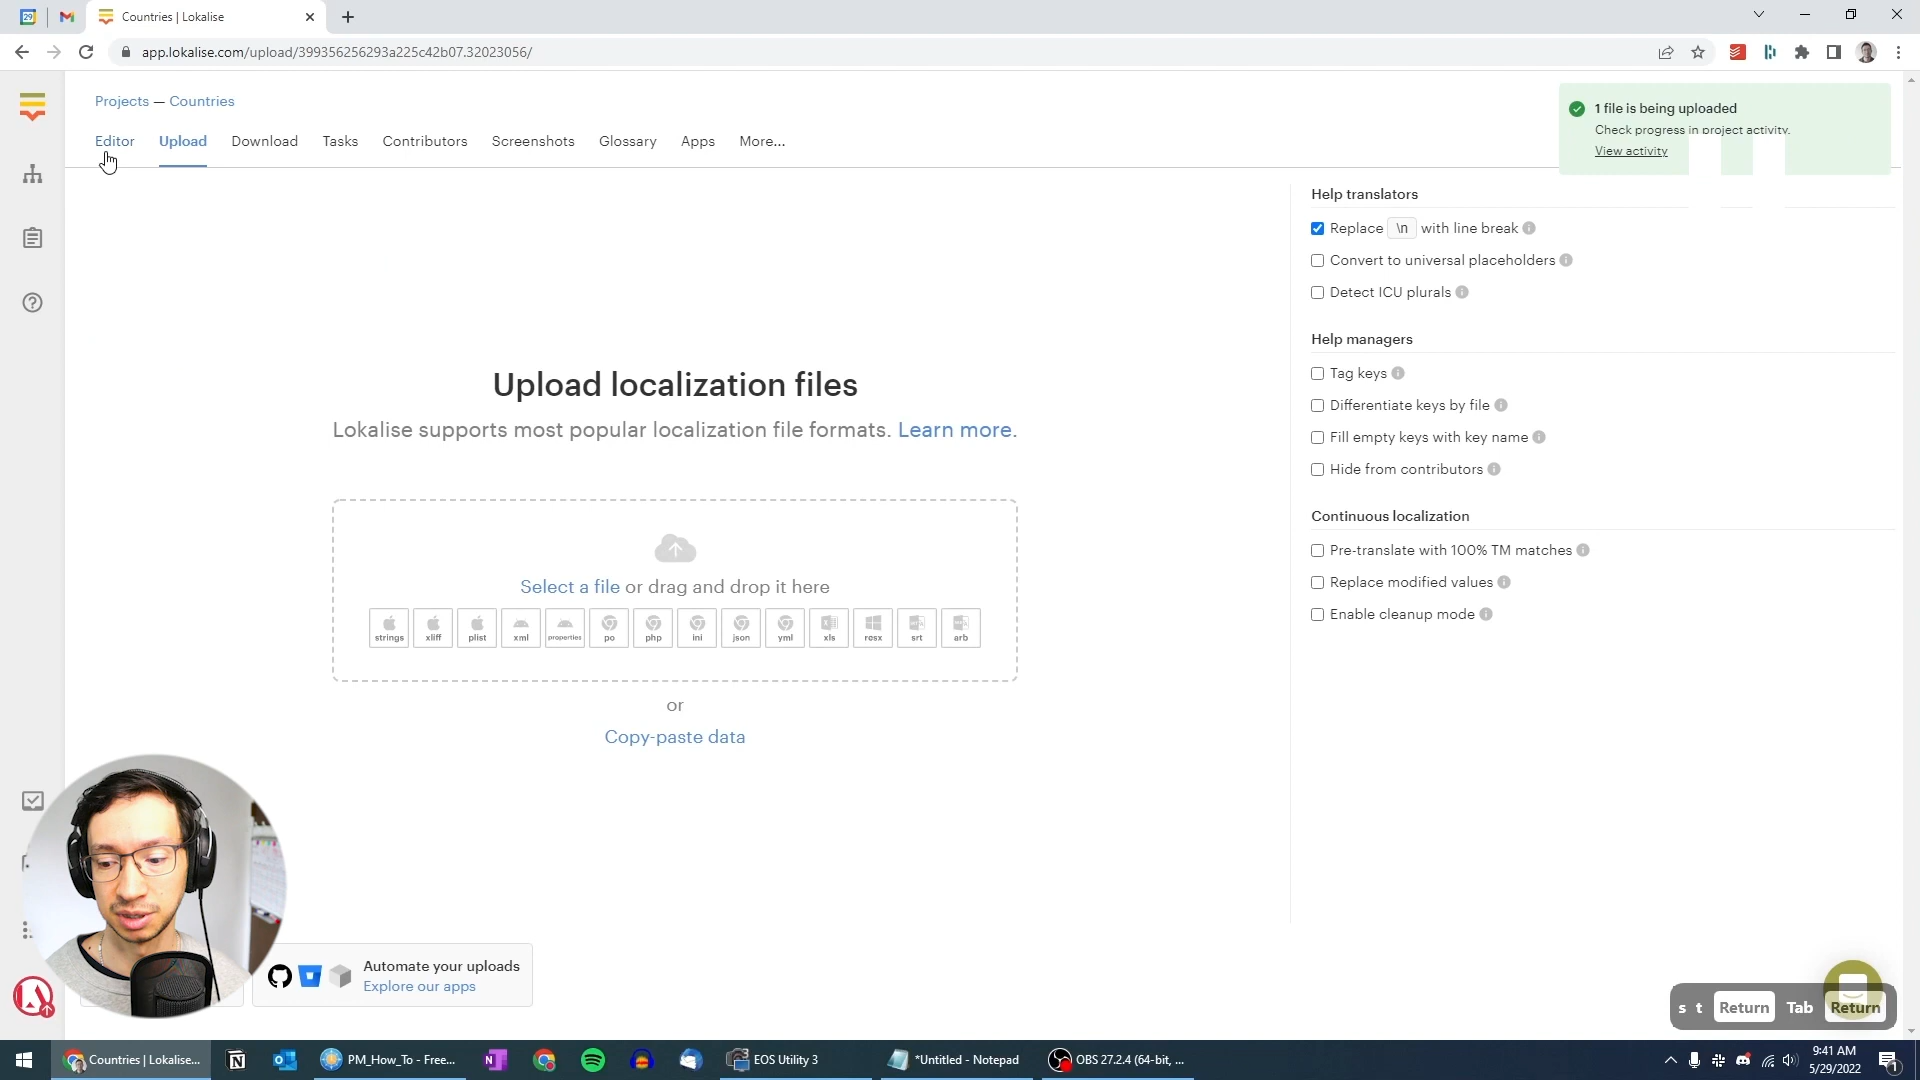 Countries | Lokalise
app.lokalise.com/upload/399356256293a225c42b07.32023056/
Projects — Countries
Editor
Upload
Download
Tasks
Contributors
Screenshots
Glossary
Apps
More...
1 file is being uploaded
Check progress in project activity.
View activity
Upload localization files
Lokalise supports most popular localization file formats. Learn more.
Select a file or drag and drop it here
strings
xliff
plist
xml
properties
po
php
ini
json
yml
xls
resx
srt
arb
or
Copy-paste data
Help translators
Replace \n with line break
Convert to universal placeholders
Detect ICU plurals
Help managers
Tag keys
Differentiate keys by file
Fill empty keys with key name
Hide from contributors
Continuous localization
Pre-translate with 100% TM matches
Replace modified values
Enable cleanup mode
Automate your uploads
Explore our apps
s t Return Tab Return
Countries | Lokalise...
PM_How_To - Free...
EOS Utility 3
*Untitled - Notepad
OBS 27.2.4 (64-bit, ...
9:41 AM
5/29/2022